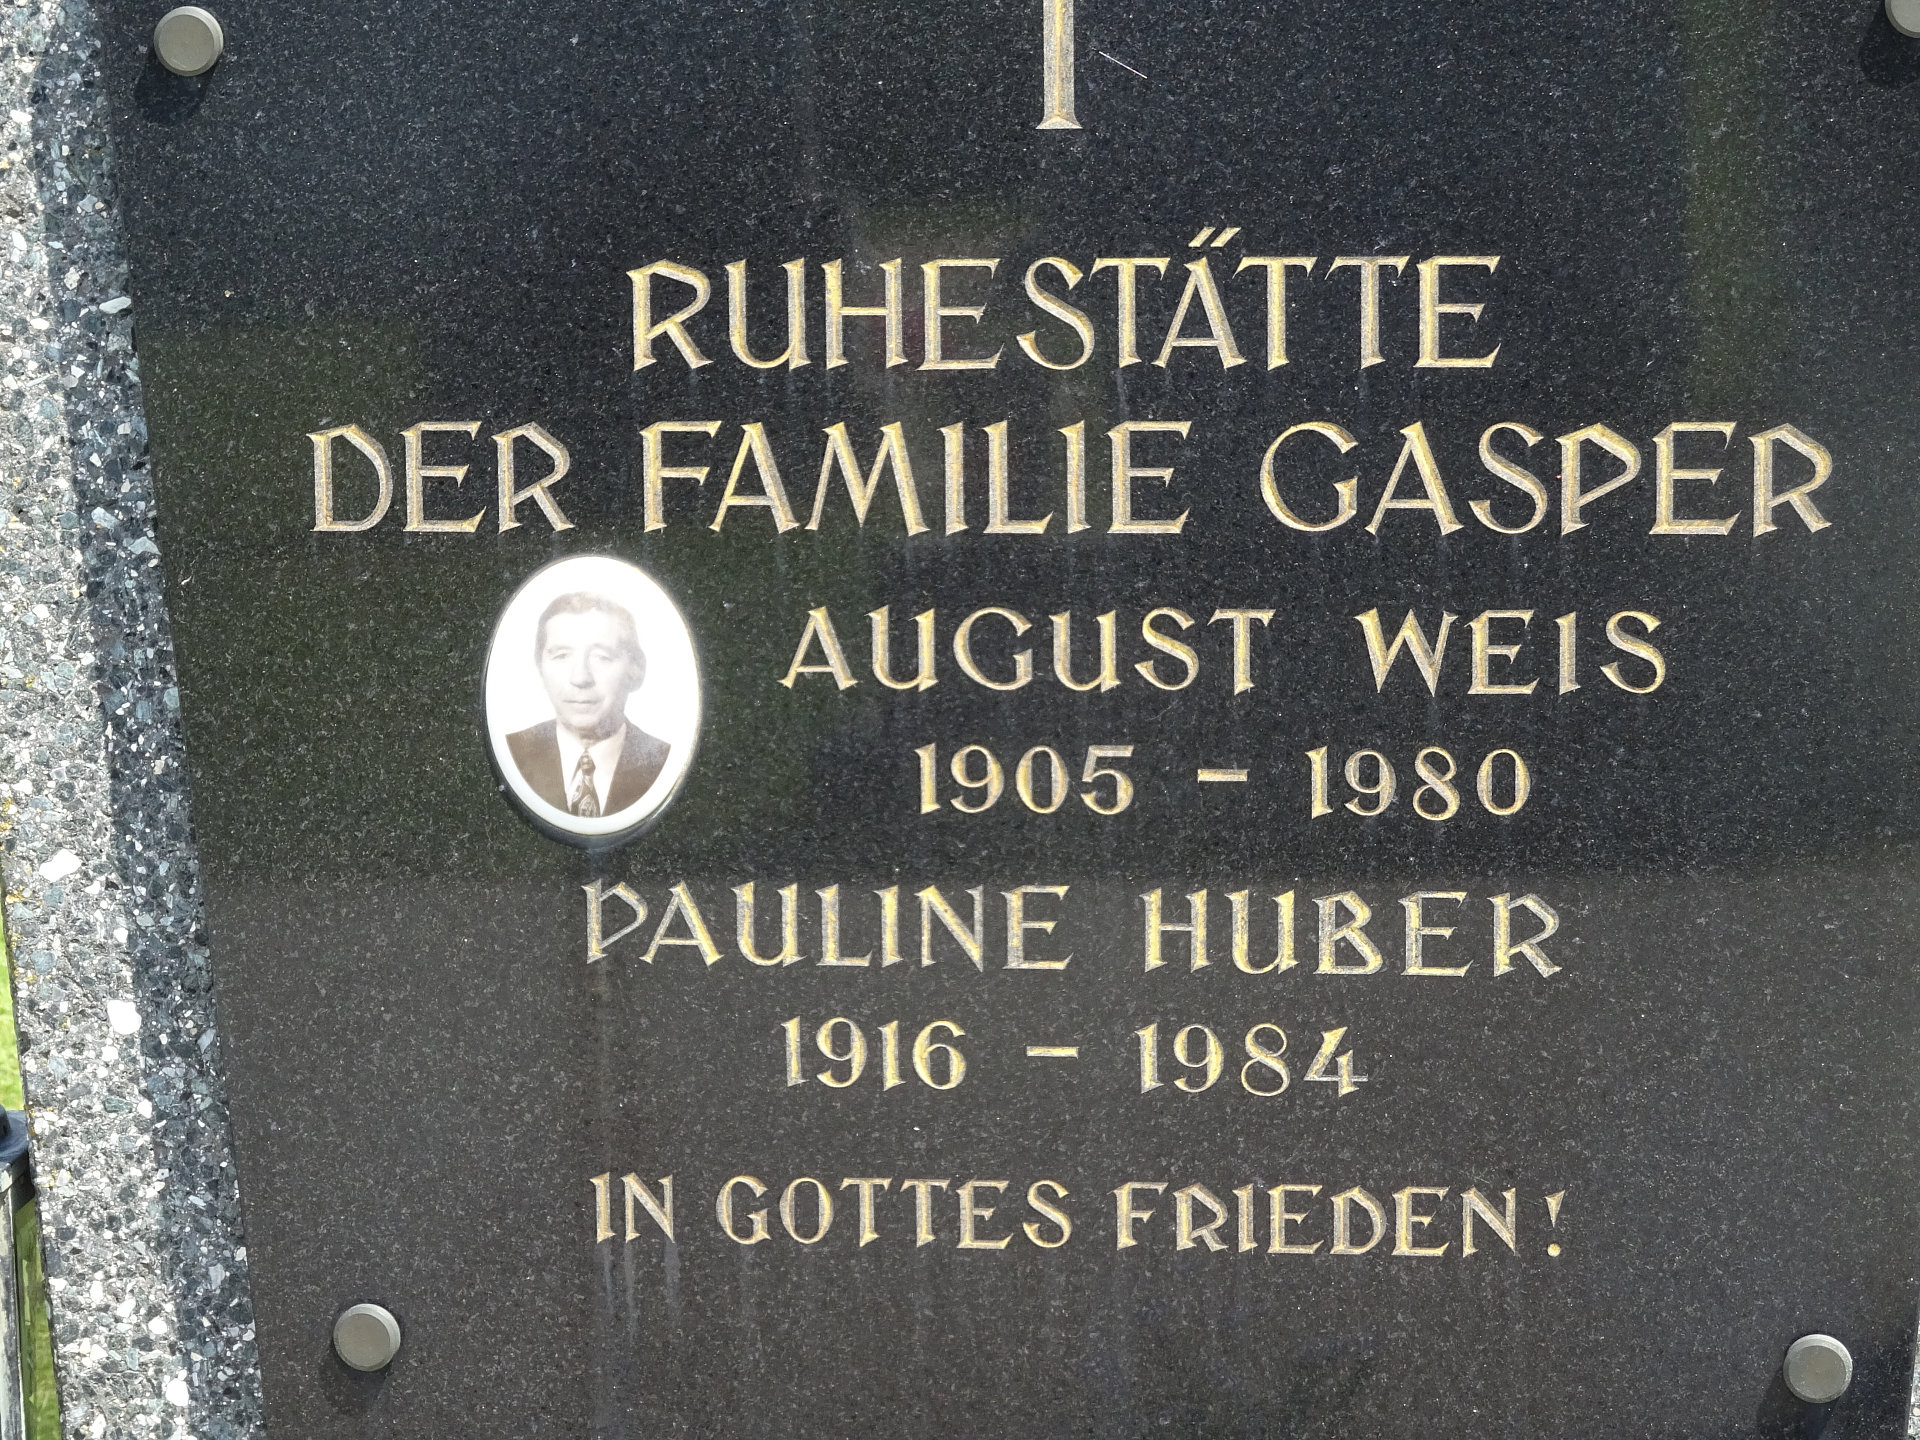 RUHESTÄTTE
DER FAMILIE GASPER
AUGUST WEIS
1905 – 1980
PAULINE HUBER
1916 – 1984
IN GOTTES FRIEDEN!